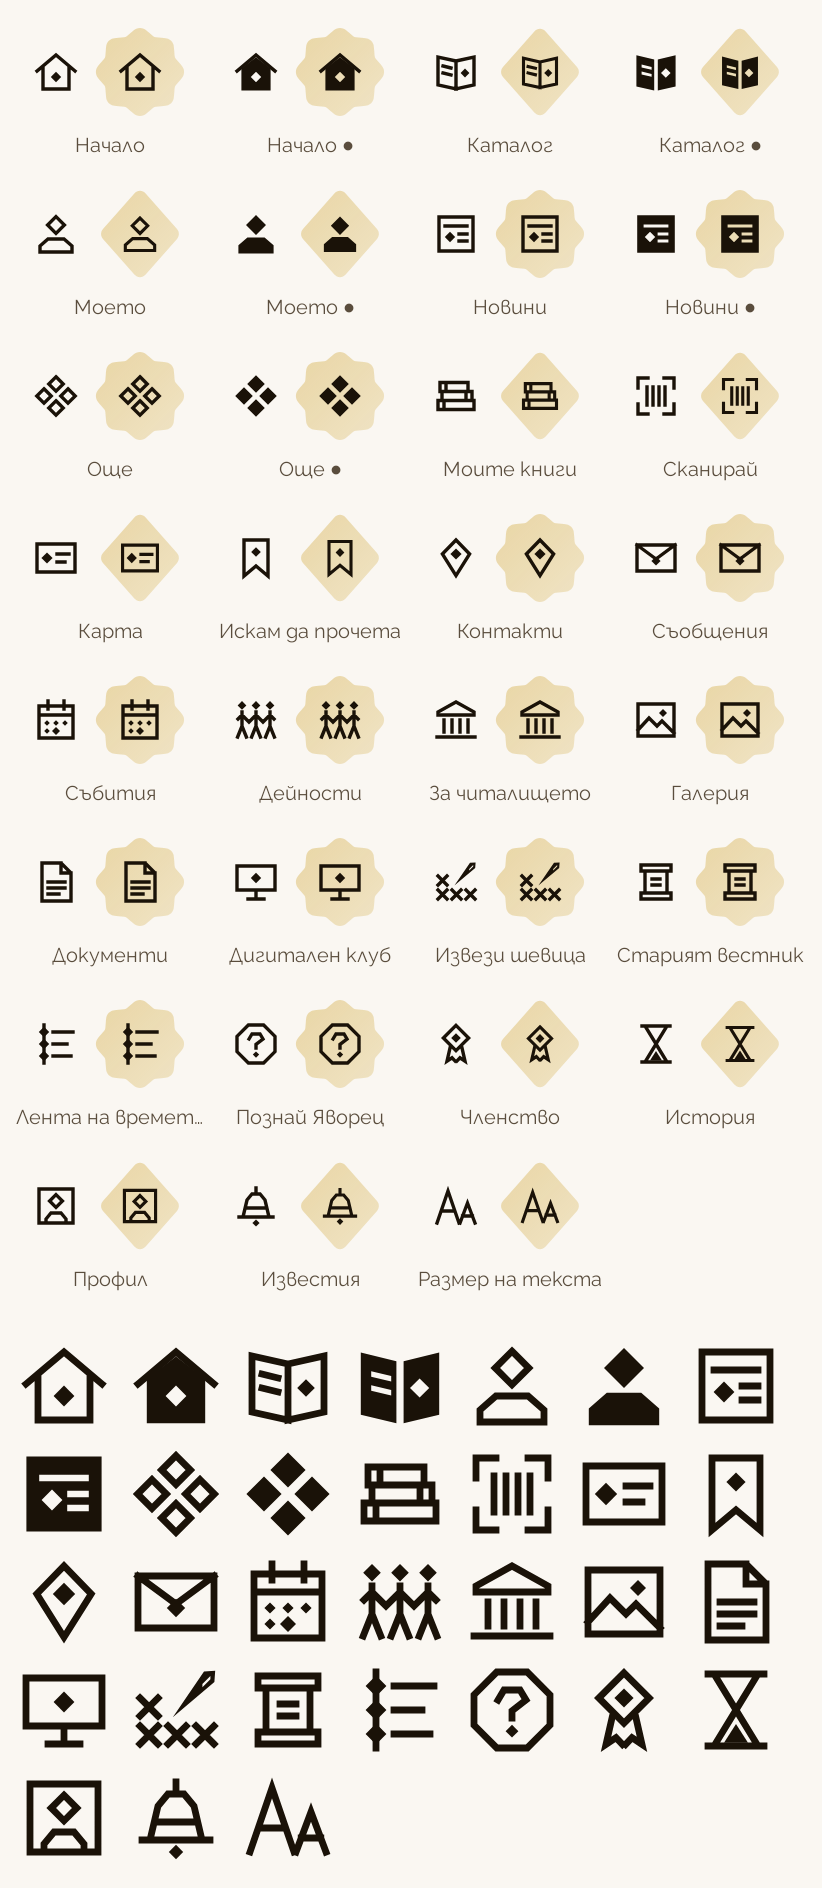 Начало
Начало ●
Каталог
Каталог ●
Моето
Моето ●
Новини
Новини ●
Още
Още ●
Моите книги
Сканирай
Карта
Искам да прочета
Контакти
Съобщения
Събития
Дейности
За читалището
Галерия
Документи
Дигитален клуб
Извези шевица
Старият вестник
Лента на времет...
Познай Яворец
Членство
История
Профил
Известия
Размер на текста